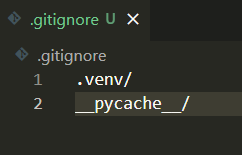 .gitignore U
.gitignore
1 .venv/
2 __pycache__/